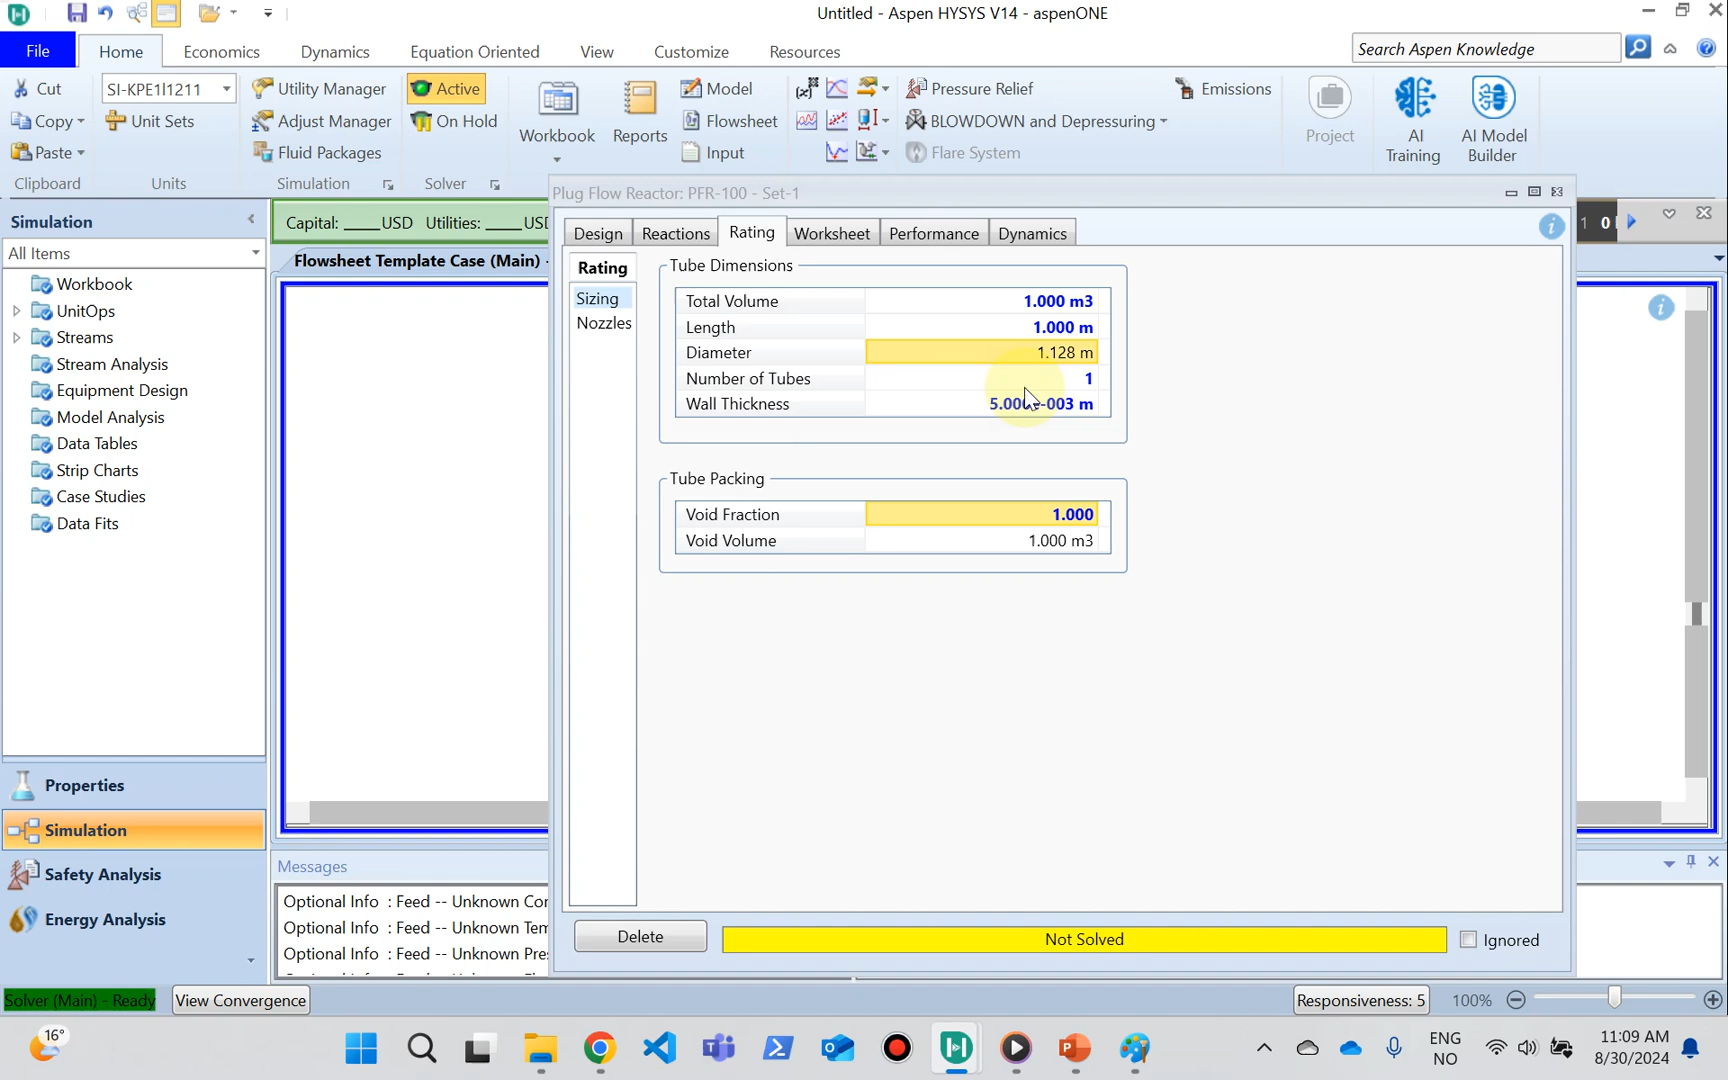 Untitled - Aspen HYSYS V14 - aspenONE
File Home Economics Dynamics Equation Oriented View Customize Resources Search Aspen Knowledge
Cut SI-KPE1l1211 Utility Manager Active Model Pressure Relief Emissions
Copy Unit Sets Adjust Manager On Hold Flowsheet BLOWDOWN and Depressuring
Workbook Reports Project AI Training AI Model Builder
Paste Fluid Packages Input Flare System
Clipboard Units Simulation Solver
Plug Flow Reactor: PFR-100 - Set-1
Simulation Capital: ____USD Utilities: ____USD
All Items Flowsheet Template Case (Main)
Design Reactions Rating Worksheet Performance Dynamics
Rating
Sizing
Nozzles
Tube Dimensions
Total Volume 1.000 m3
Length 1.000 m
Diameter 1.128 m
Number of Tubes 1
Wall Thickness m
Tube Packing
Void Fraction 1.000
Void Volume 1.000 m3
Workbook
UnitOps
Streams
Stream Analysis
Equipment Design
Model Analysis
Data Tables
Strip Charts
Case Studies
Data Fits
Properties
Simulation
Safety Analysis
Energy Analysis
Messages
Optional Info : Feed -- Unknown
Optional Info : Feed -- Unknown
Optional Info : Feed -- Unknown
Delete Not Solved Ignored
Solver (Main) - Ready View Convergence Responsiveness: 5 100%
16° ENG NO 11:09 AM 8/30/2024